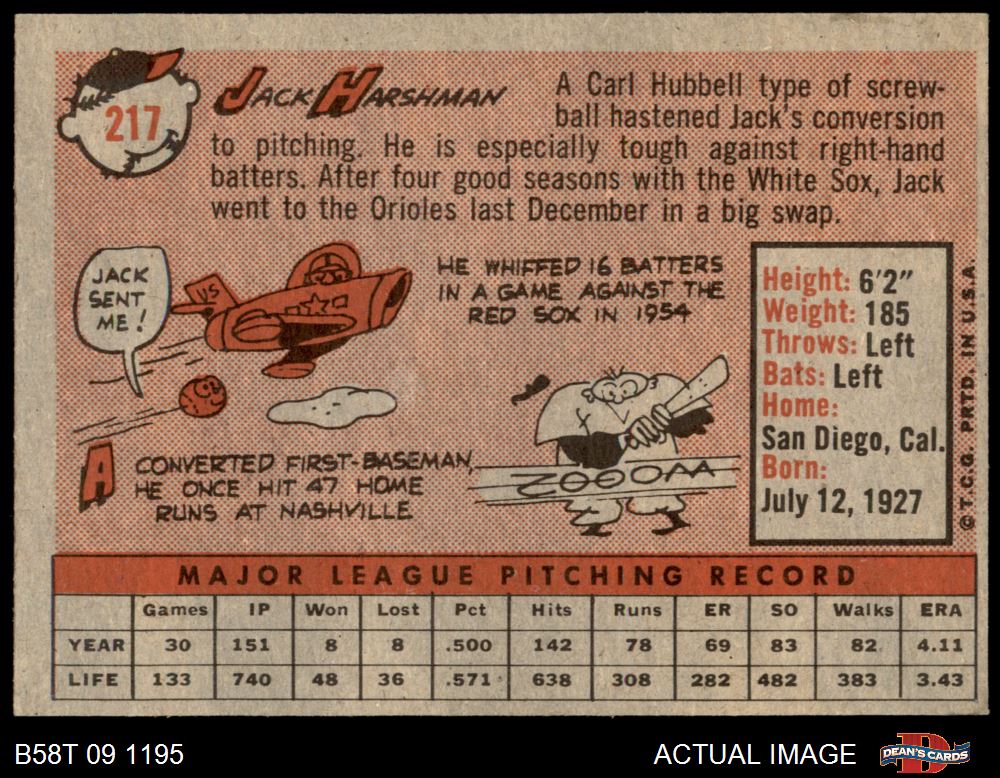 217
JACK HARSHMAN
A Carl Hubbell type of screw-
ball hastened Jack's conversion
to pitching. He is especially tough against right-hand
batters. After four good seasons with the White Sox, Jack
went to the Orioles last December in a big swap.
JACK
SENT
ME!
US
HE WHIFFED 16 BATTERS
IN A GAME AGAINST THE
RED SOX IN 1954
A CONVERTED FIRST-BASEMAN,
HE ONCE HIT 47 HOME
RUNS AT NASHVILLE
ZOOOM
Height: 6'2"
Weight: 185
Throws: Left
Bats: Left
Home:
San Diego, Cal.
Born:
July 12, 1927
© T.C.G. PRTD. IN U.S.A.
MAJOR LEAGUE PITCHING RECORD
Games IP Won Lost Pct Hits Runs ER SO Walks ERA
YEAR 30 151 8 8 .500 142 78 69 83 82 4.11
LIFE 133 740 48 36 .571 638 308 282 482 383 3.43
B58T 09 1195
ACTUAL IMAGE
DEAN'S CARDS